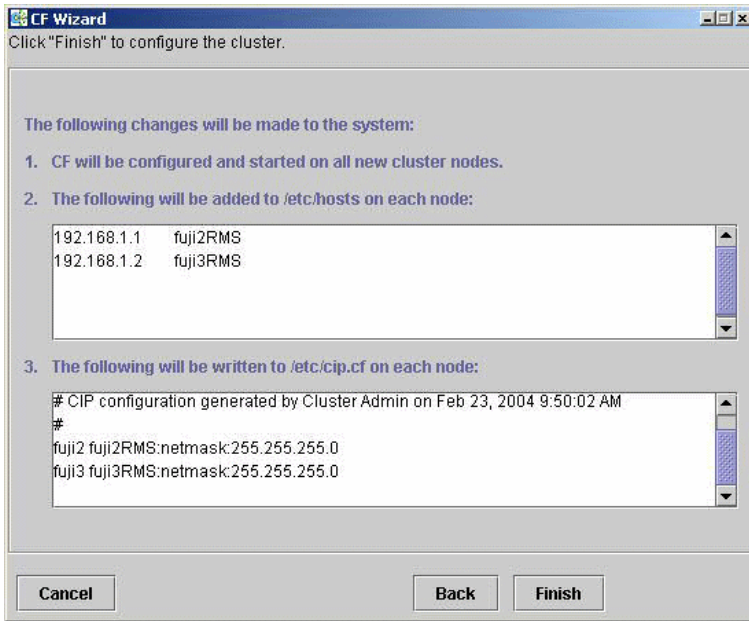 CF Wizard
Click "Finish" to configure the cluster.
The following changes will be made to the system:
1. CF will be configured and started on all new cluster nodes.
2. The following will be added to /etc/hosts on each node:
192.168.1.1 fuji2RMS
192.168.1.2 fuji3RMS
3. The following will be written to /etc/cip.cf on each node:
# CIP configuration generated by Cluster Admin on Feb 23, 2004 9:50:02 AM
#
fuji2 fuji2RMS:netmask:255.255.255.0
fuji3 fuji3RMS:netmask:255.255.255.0
Cancel Back Finish